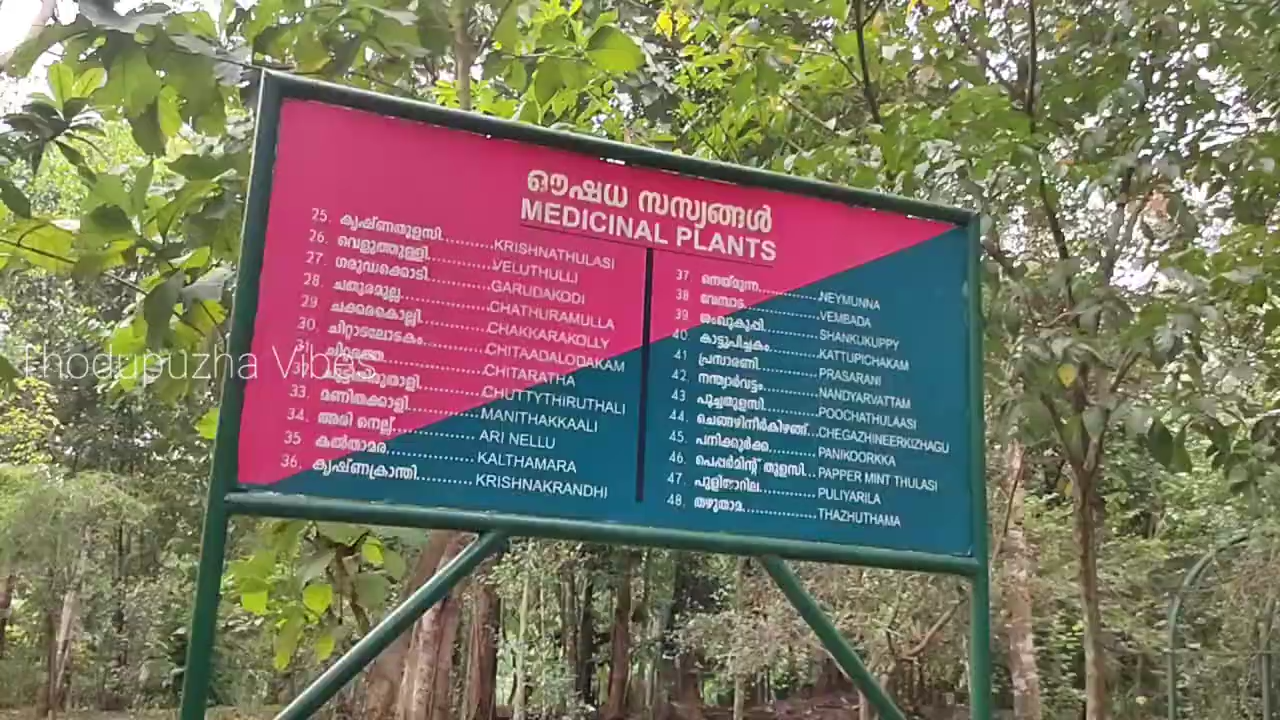 ഔഷധ സസ്യങ്ങൾ
MEDICINAL PLANTS
25. കൃഷ്ണതുളസി..........KRISHNATHULASI
26. വെളുത്തുള്ളി............VELUTHULLI
27. ഗരുഡക്കൊടി............GARUDAKODI
28. ചതുരമുല്ല................CHATHURAMULLA
29. ചക്കരകൊല്ലി............CHAKKARAKOLLY
30. ചിറ്റാടലോടകം............CHITAADALODAKAM
ചിറ്റരത്ത....................CHITARATHA
CHUTTYTHIRUTHALI
33. മണിതക്കാളി..............MANITHAKKAALI
34. അരി നെല്ല്................ARI NELLU
35 കൽതാമര..................KALTHAMARA
36. കൃഷ്ണക്രാന്തി............KRISHNAKRANDHI
37. നെയ്മുന്ന..............NEYMUNNA
38 വേമ്പാട................VEMBADA
39. ശംഖുകുപ്പി..............SHANKUKUPPY
40. കാട്ടുപിച്ചകം............KATTUPICHAKAM
41 പ്രസാരണി..............PRASARANI
42. നന്ത്യാർവട്ടം............NANDYARVATTAM
43 പൂച്ചതുളസി............POOCHATHULAASI
44. ചെങ്ങഴിനീർകിഴങ്ങ്...CHEGAZHINEERKIZHAGU
45. പനിക്കൂർക്ക............PANIKOORKKA
46. പെപ്പർമിന്റ് തുളസി...PAPPER MINT THULASI
47. പുളിയാറില..............PULIYARILA
48. തഴുതാമ................THAZHUTHAMA
Thodupuzha Vibes